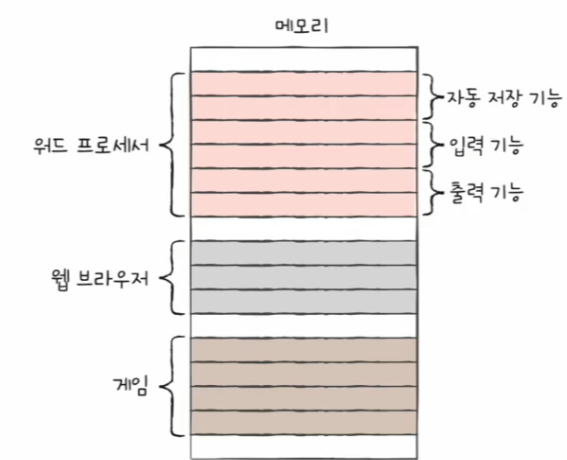 메모리
자동 저장 기능
워드 프로세서
입력 기능
출력 기능
웹 브라우저
게임